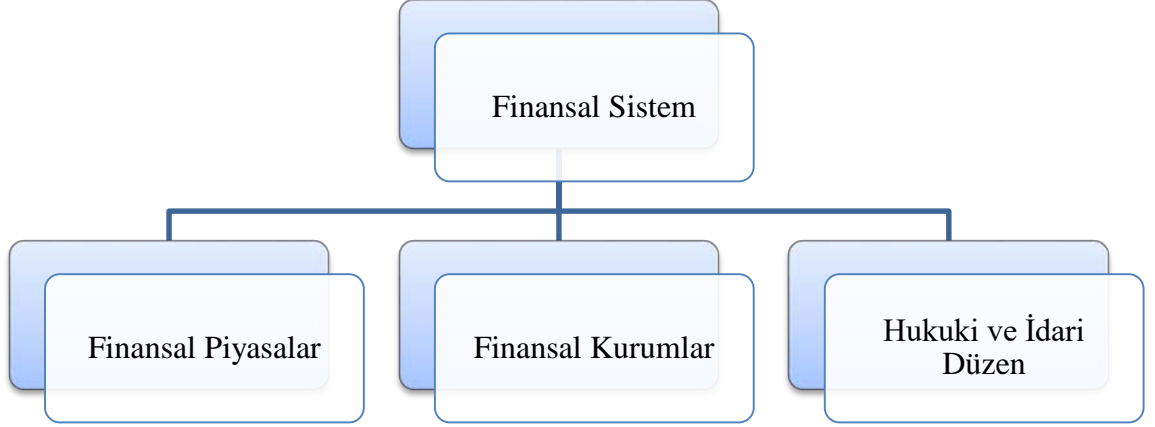 Finansal Sistem
Finansal Piyasalar
Finansal Kurumlar
Hukuki ve İdari
Düzen